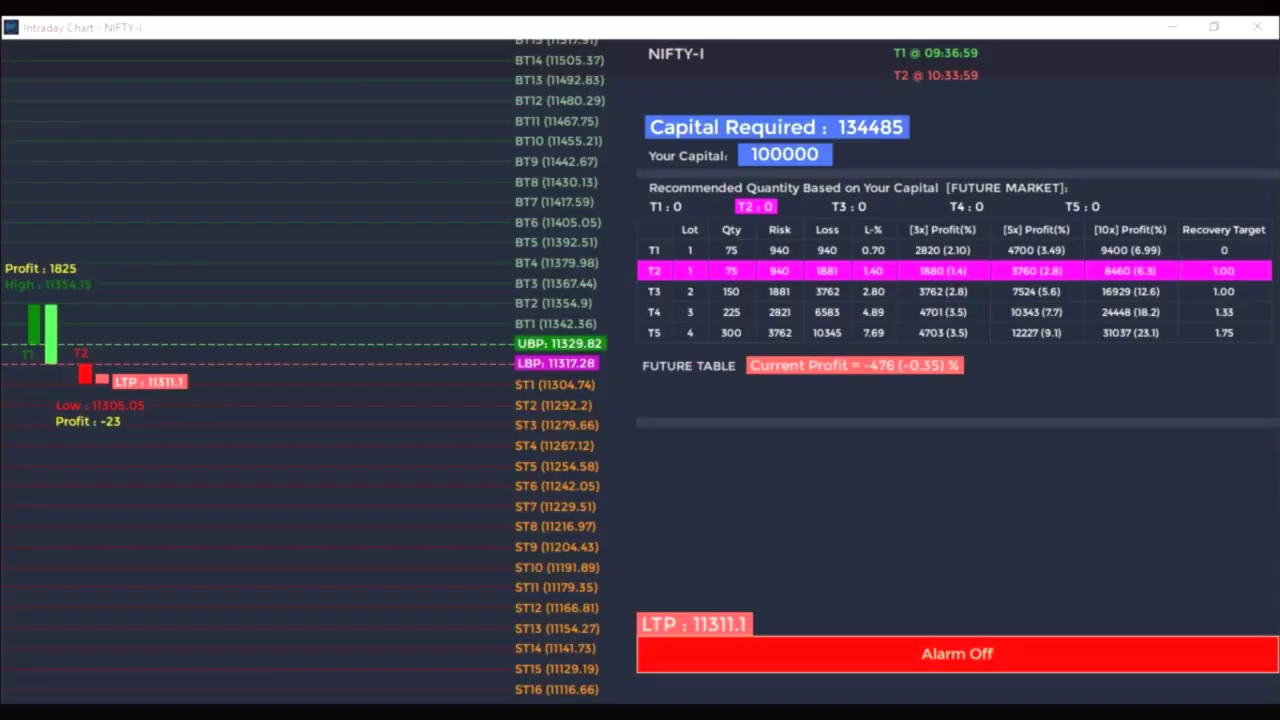 Intraday Chart - NIFTY-I
BT15 (11517.91)
BT14 (11505.37)
BT13 (11492.83)
BT12 (11480.29)
BT11 (11467.75)
BT10 (11455.21)
BT9 (11442.67)
BT8 (11430.13)
BT7 (11417.59)
BT6 (11405.05)
BT5 (11392.51)
BT4 (11379.98)
BT3 (11367.44)
BT2 (11354.9)
BT1 (11342.36)
UBP: 11329.82
LBP: 11317.28
ST1 (11304.74)
ST2 (11292.2)
ST3 (11279.66)
ST4 (11267.12)
ST5 (11254.58)
ST6 (11242.05)
ST7 (11229.51)
ST8 (11216.97)
ST9 (11204.43)
ST10 (11191.89)
ST11 (11179.35)
ST12 (11166.81)
ST13 (11154.27)
ST14 (11141.73)
ST15 (11129.19)
ST16 (11116.66)
Profit : 1825
High : 11354.15
T1
T2
LTP : 11311.1
Low : 11305.05
Profit : -23
NIFTY-I
T1 @ 09:36:59
T2 @ 10:33:59
Capital Required : 134485
Your Capital: 100000
Recommended Quantity Based on Your Capital [FUTURE MARKET]:
T1 : 0 T2 : 0 T3 : 0 T4 : 0 T5 : 0
Lot Qty Risk Loss L-% [3x] Profit(%) [5x] Profit(%) [10x] Profit(%) Recovery Target
T1 1 75 940 940 0.70 2820 (2.10) 4700 (3.49) 9400 (6.99) 0
T2 1 75 940 1881 1.40 1880 (1.4) 3760 (2.8) 8460 (6.3) 1.00
T3 2 150 1881 3762 2.80 3762 (2.8) 7524 (5.6) 16929 (12.6) 1.00
T4 3 225 2821 6583 4.89 4701 (3.5) 10343 (7.7) 24448 (18.2) 1.33
T5 4 300 3762 10345 7.69 4703 (3.5) 12227 (9.1) 31037 (23.1) 1.75
FUTURE TABLE Current Profit = -476 (-0.35) %
LTP : 11311.1
Alarm Off